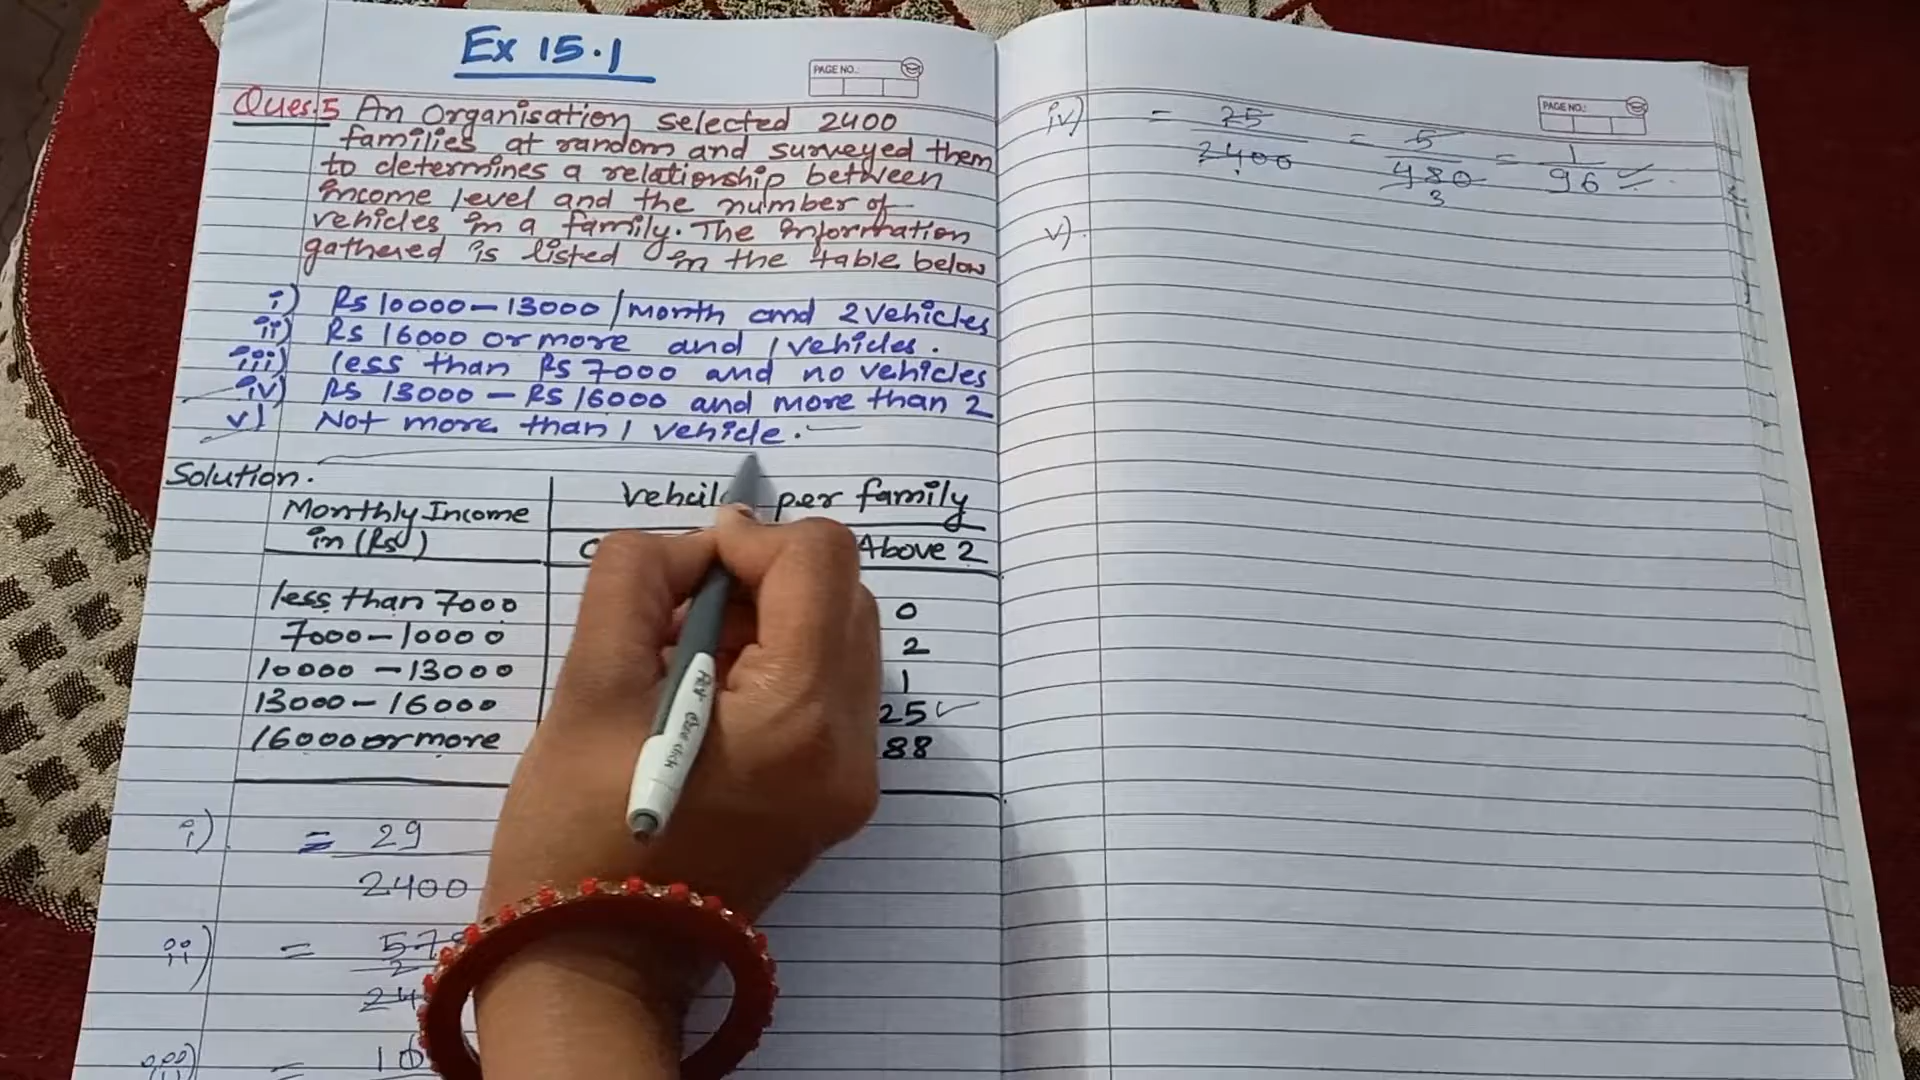 Ex 15.1
PAGE NO.:
Ques.5 An Organisation selected 2400
families at random and surveyed them
to determines a relationship between
income level and the number of
vehicles in a family. The information
gathered is listed in the table below
i) Rs 10000-13000/month and 2 vehicles
ii) Rs 16000 or more and 1 vehicles.
iii) less than Rs 7000 and no vehicles
iv) Rs 13000-Rs 16000 and more than 2
v) Not more than 1 vehicle.
Solution.
Monthly Income
in (Rs)
per family
Above 2
less than 7000 0
7000-10000 2
10000-13000 1
13000-16000 25
16000 or more 88
i) = 29
2400
ii) =
iii) =
PAGE NO.:
iv) = 25 = 5 = 1
2400 480 96
3
v)